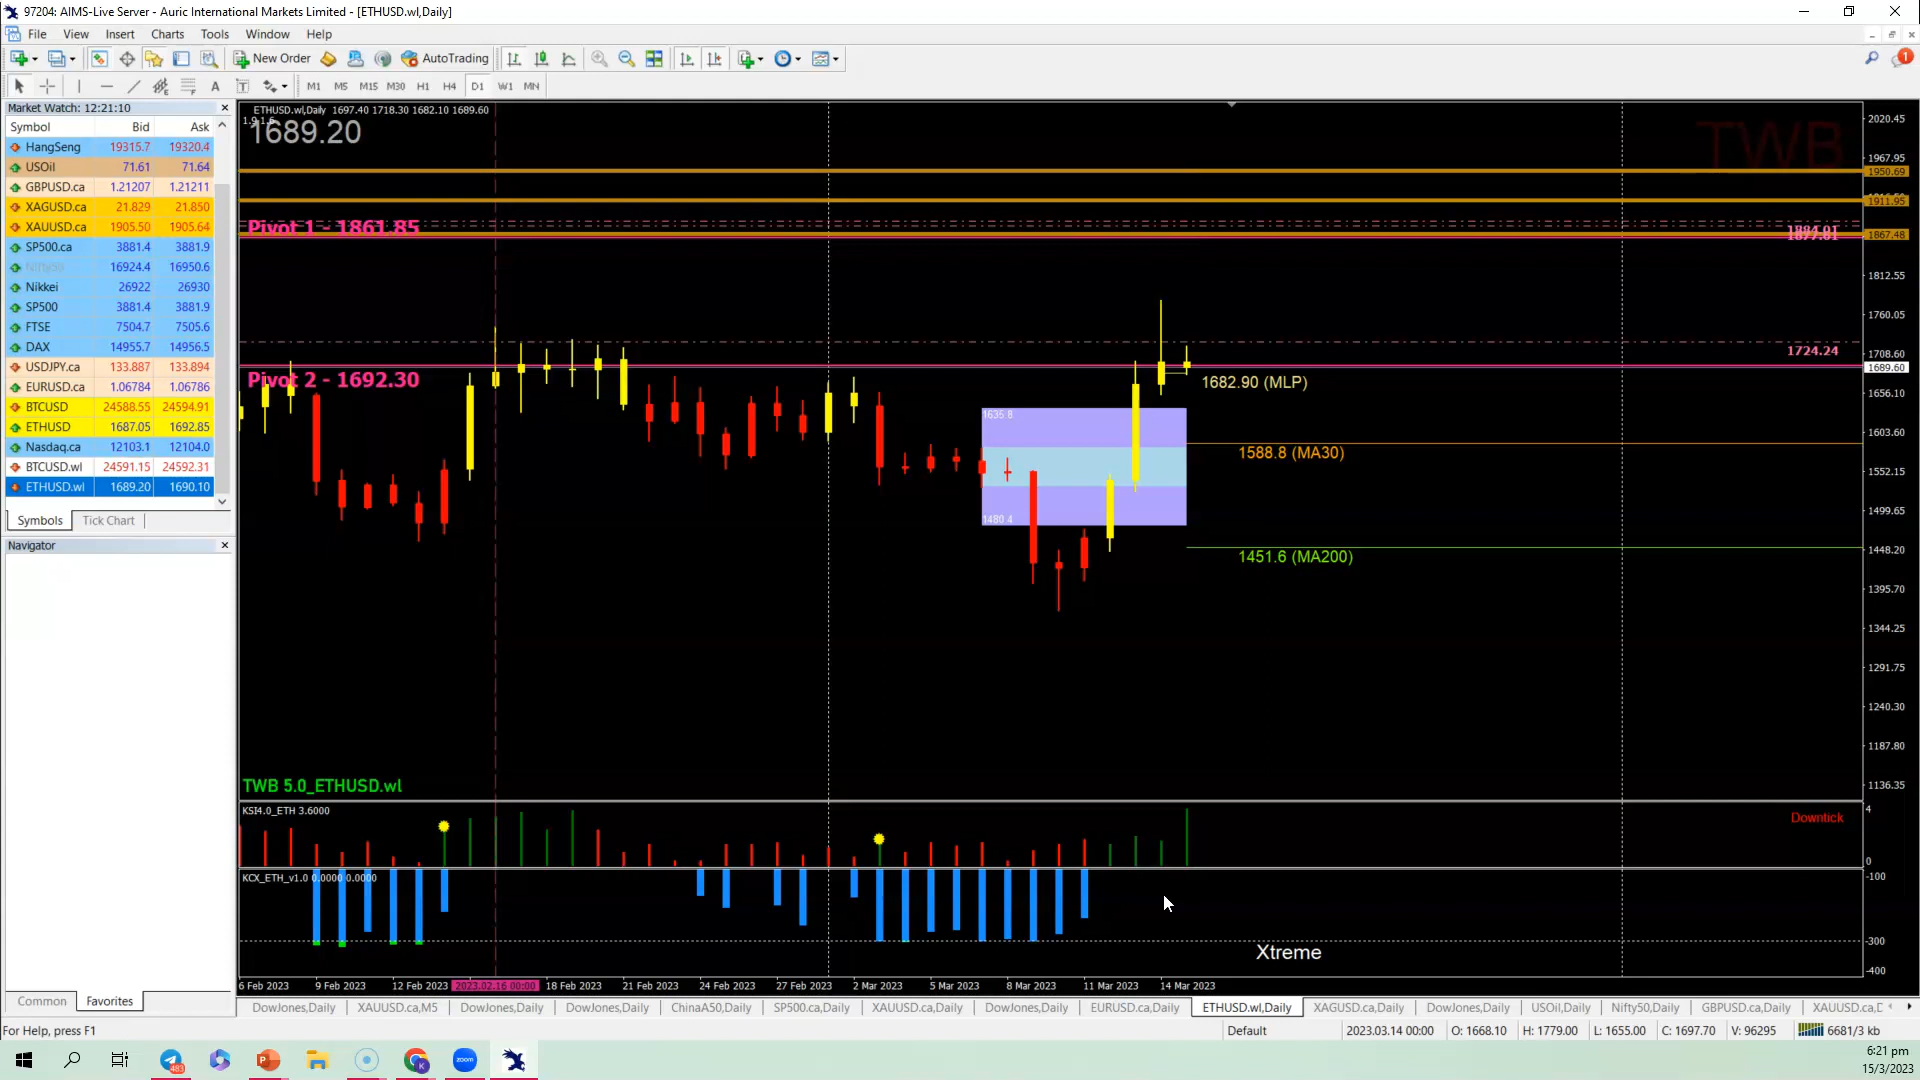 97204: AIMS-Live Server - Auric International Markets Limited - [ETHUSD.wl,Daily]
File View Insert Charts Tools Window Help
New Order AutoTrading 1
A T M1 M5 M15 M30 H1 H4 D1 W1 MN
Market Watch: 12:21:10
Symbol Bid Ask
HangSeng 19315.7 19320.4
USOil 71.61 71.64
GBPUSD.ca 1.21207 1.21211
XAGUSD.ca 21.829 21.850
XAUUSD.ca 1905.50 1905.64
SP500.ca 3881.4 3881.9
Nifty50 16924.4 16950.6
Nikkei 26922 26930
SP500 3881.4 3881.9
FTSE 7504.7 7505.6
DAX 14955.7 14956.5
USDJPY.ca 133.887 133.894
EURUSD.ca 1.06784 1.06786
BTCUSD 24588.55 24594.91
ETHUSD 1687.05 1692.85
Nasdaq.ca 12103.1 12104.0
BTCUSD.wl 24591.15 24592.31
ETHUSD.wl 1689.20 1690.10
Symbols Tick Chart
Navigator
Common Favorites
ETHUSD.wl,Daily 1697.40 1718.30 1682.10 1689.60
1689.20
TWB
Pivot 1 - 1861.85
1724.24
Pivot 2 - 1692.30
1682.90 (MLP)
1635.8
1588.8 (MA30)
1480.4
1451.6 (MA200)
TWB 5.0_ETHUSD.wl
2020.45
1967.95
1950.69
1911.95
1867.48
1812.55
1760.05
1708.60
1689.60
1656.10
1603.60
1552.15
1499.65
1448.20
1395.70
1344.25
1291.75
1240.30
1187.80
1136.35
KSI4.0_ETH 3.6000
Downtick
4
0
KCX_ETH_v1.0 0.0000 0.0000
Xtreme
-100
-300
-400
6 Feb 2023 9 Feb 2023 12 Feb 2023 2023.02.16 00:00 18 Feb 2023 21 Feb 2023 24 Feb 2023 27 Feb 2023 2 Mar 2023 5 Mar 2023 8 Mar 2023 11 Mar 2023 14 Mar 2023
DowJones,Daily XAUUSD.ca,M5 DowJones,Daily DowJones,Daily ChinaA50,Daily SP500.ca,Daily XAUUSD.ca,Daily DowJones,Daily EURUSD.ca,Daily ETHUSD.wl,Daily XAGUSD.ca,Daily DowJones,Daily USOil,Daily Nifty50,Daily GBPUSD.ca,Daily XAUUSD.ca,D
For Help, press F1 Default 2023.03.14 00:00 O: 1668.10 H: 1779.00 L: 1655.00 C: 1697.70 V: 96295 6681/3 kb
483 zoom
6:21 pm
15/3/2023